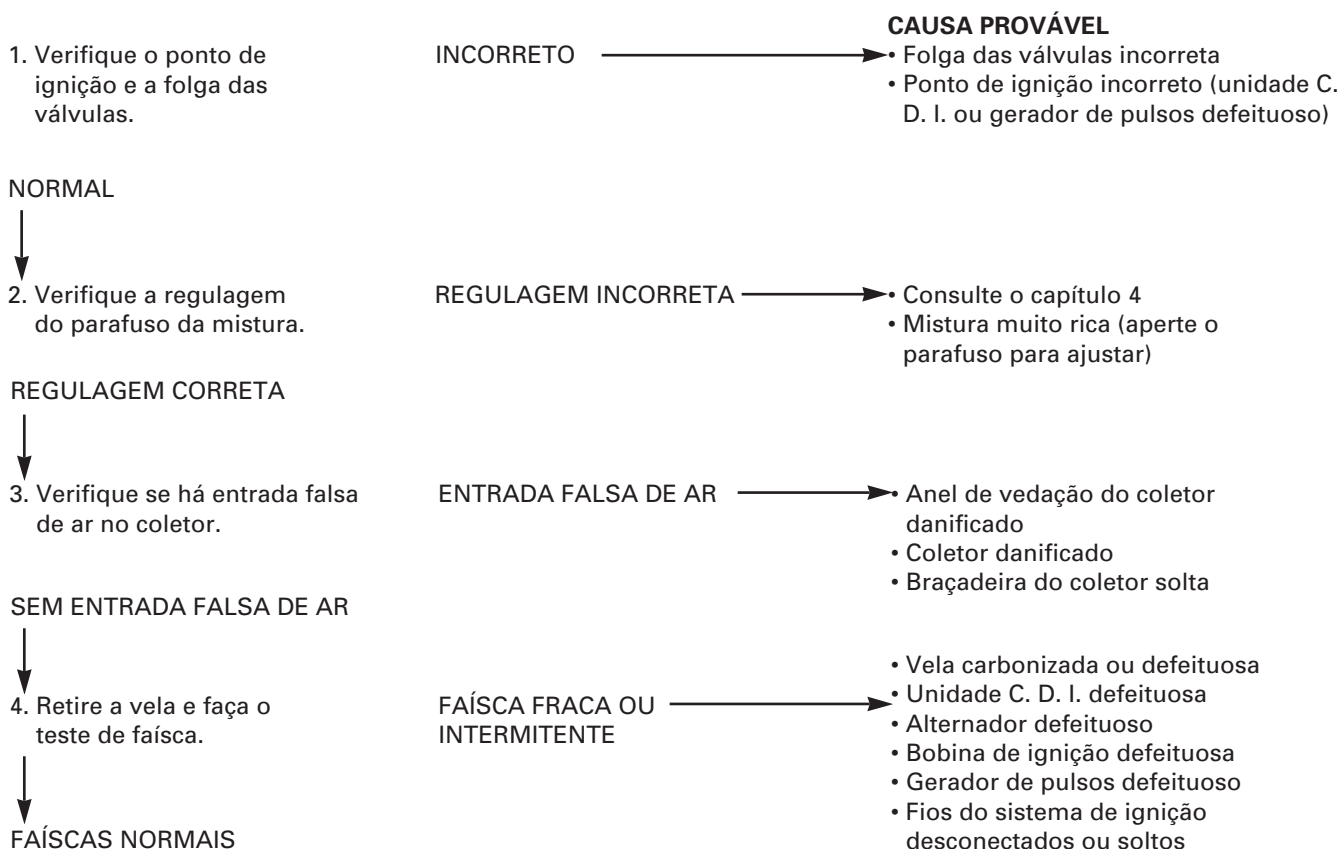 CAUSA PROVÁVEL
1. Verifique o ponto de
ignição e a folga das
válvulas.
INCORRETO
• Folga das válvulas incorreta
• Ponto de ignição incorreto (unidade C.
D. I. ou gerador de pulsos defeituoso)
NORMAL
2. Verifique a regulagem
do parafuso da mistura.
REGULAGEM INCORRETA
• Consulte o capítulo 4
• Mistura muito rica (aperte o
parafuso para ajustar)
REGULAGEM CORRETA
3. Verifique se há entrada falsa
de ar no coletor.
ENTRADA FALSA DE AR
• Anel de vedação do coletor
danificado
• Coletor danificado
• Braçadeira do coletor solta
SEM ENTRADA FALSA DE AR
4. Retire a vela e faça o
teste de faísca.
FAÍSCA FRACA OU
INTERMITENTE
• Vela carbonizada ou defeituosa
• Unidade C. D. I. defeituosa
• Alternador defeituoso
• Bobina de ignição defeituosa
• Gerador de pulsos defeituoso
• Fios do sistema de ignição
desconectados ou soltos
FAÍSCAS NORMAIS